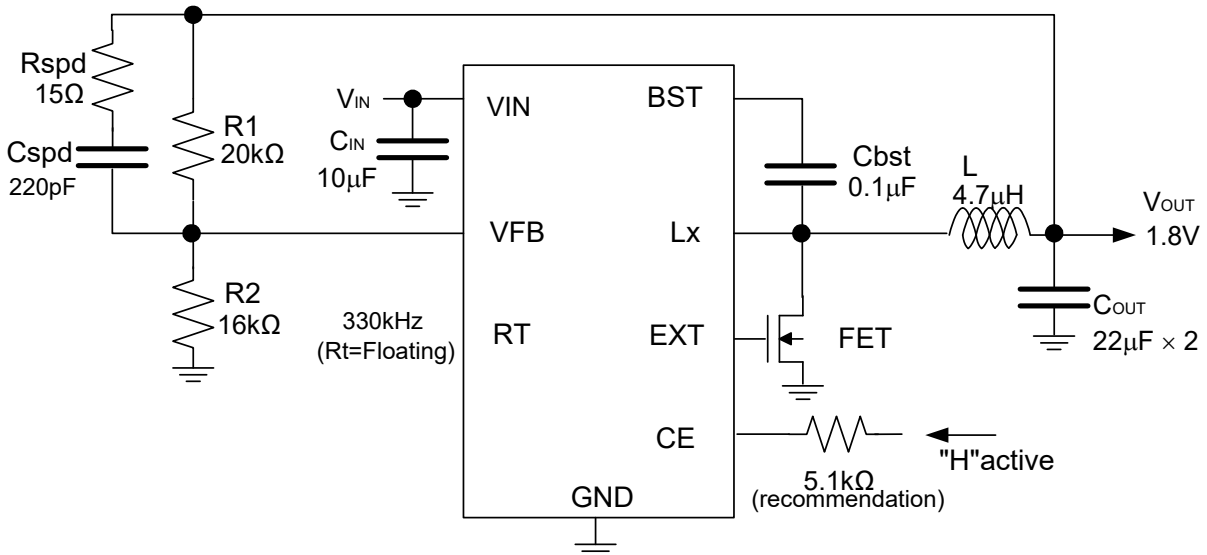 Rspd
15Ω
Cspd
220pF
R1
20kΩ
R2
16kΩ
VIN
CIN
10μF
330kHz
(Rt=Floating)
VIN
VFB
RT
BST
Lx
EXT
CE
GND
Cbst
0.1μF
L
4.7μH
VOUT
1.8V
COUT
22μF × 2
FET
5.1kΩ
(recommendation)
"H"active